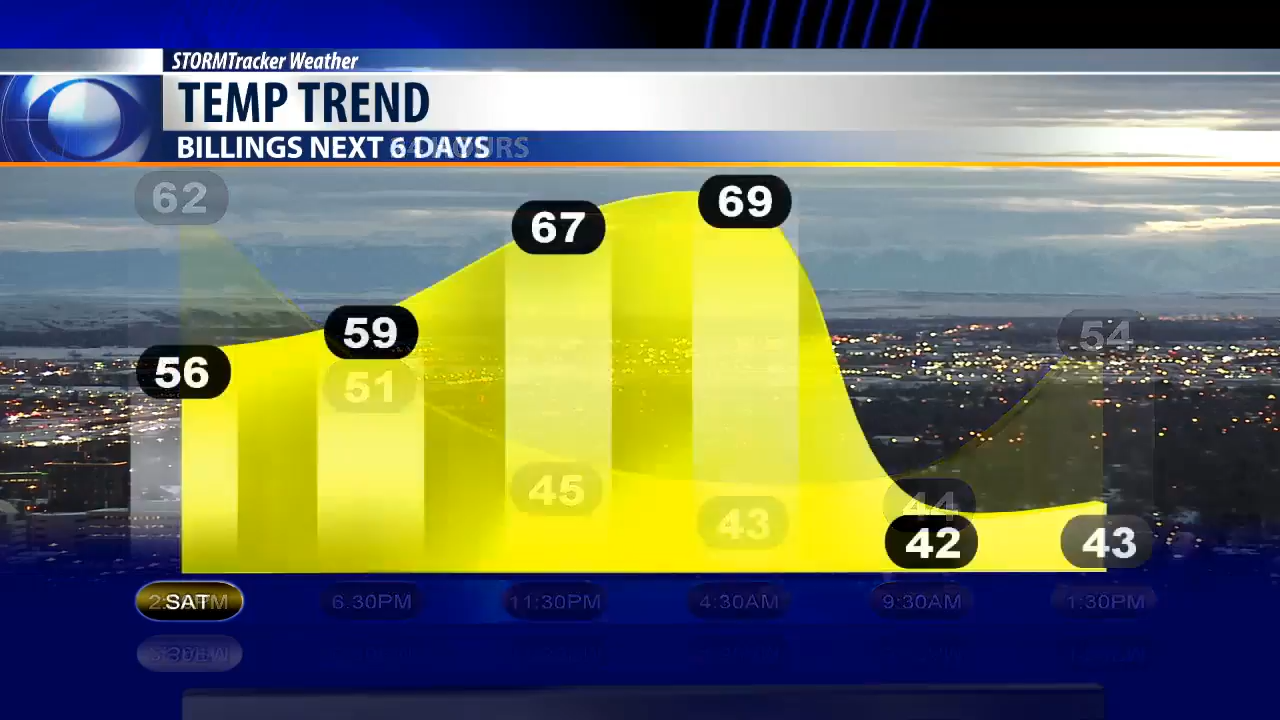 STORMTracker Weather
TEMP TREND
BILLINGS NEXT 6 DAYS
62
69
67
59
54
56
51
45
44
43
42
43
SAT
6.30PM
11:30PM
4:30AM
9:30AM
1:30PM